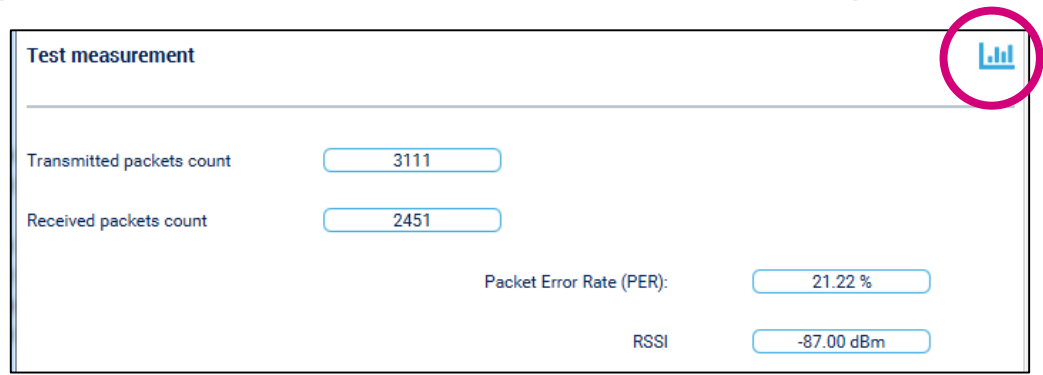 Test measurement
Transmitted packets count 3111
Received packets count 2451
Packet Error Rate (PER): 21.22 %
RSSI -87.00 dBm